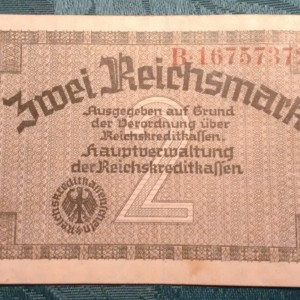 B·1675737
Zwei Reichsmark
Ausgegeben auf Grund
der Verordnung über
Reichskreditkassen.
Hauptverwaltung
der Reichskreditkassen
2